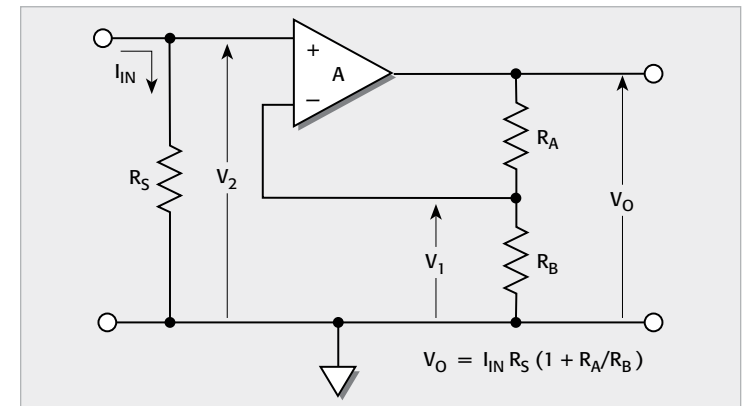 +
A
−
I_IN
R_S
V_2
R_A
V_O
V_1
R_B
V_O = I_IN R_S (1 + R_A/R_B)